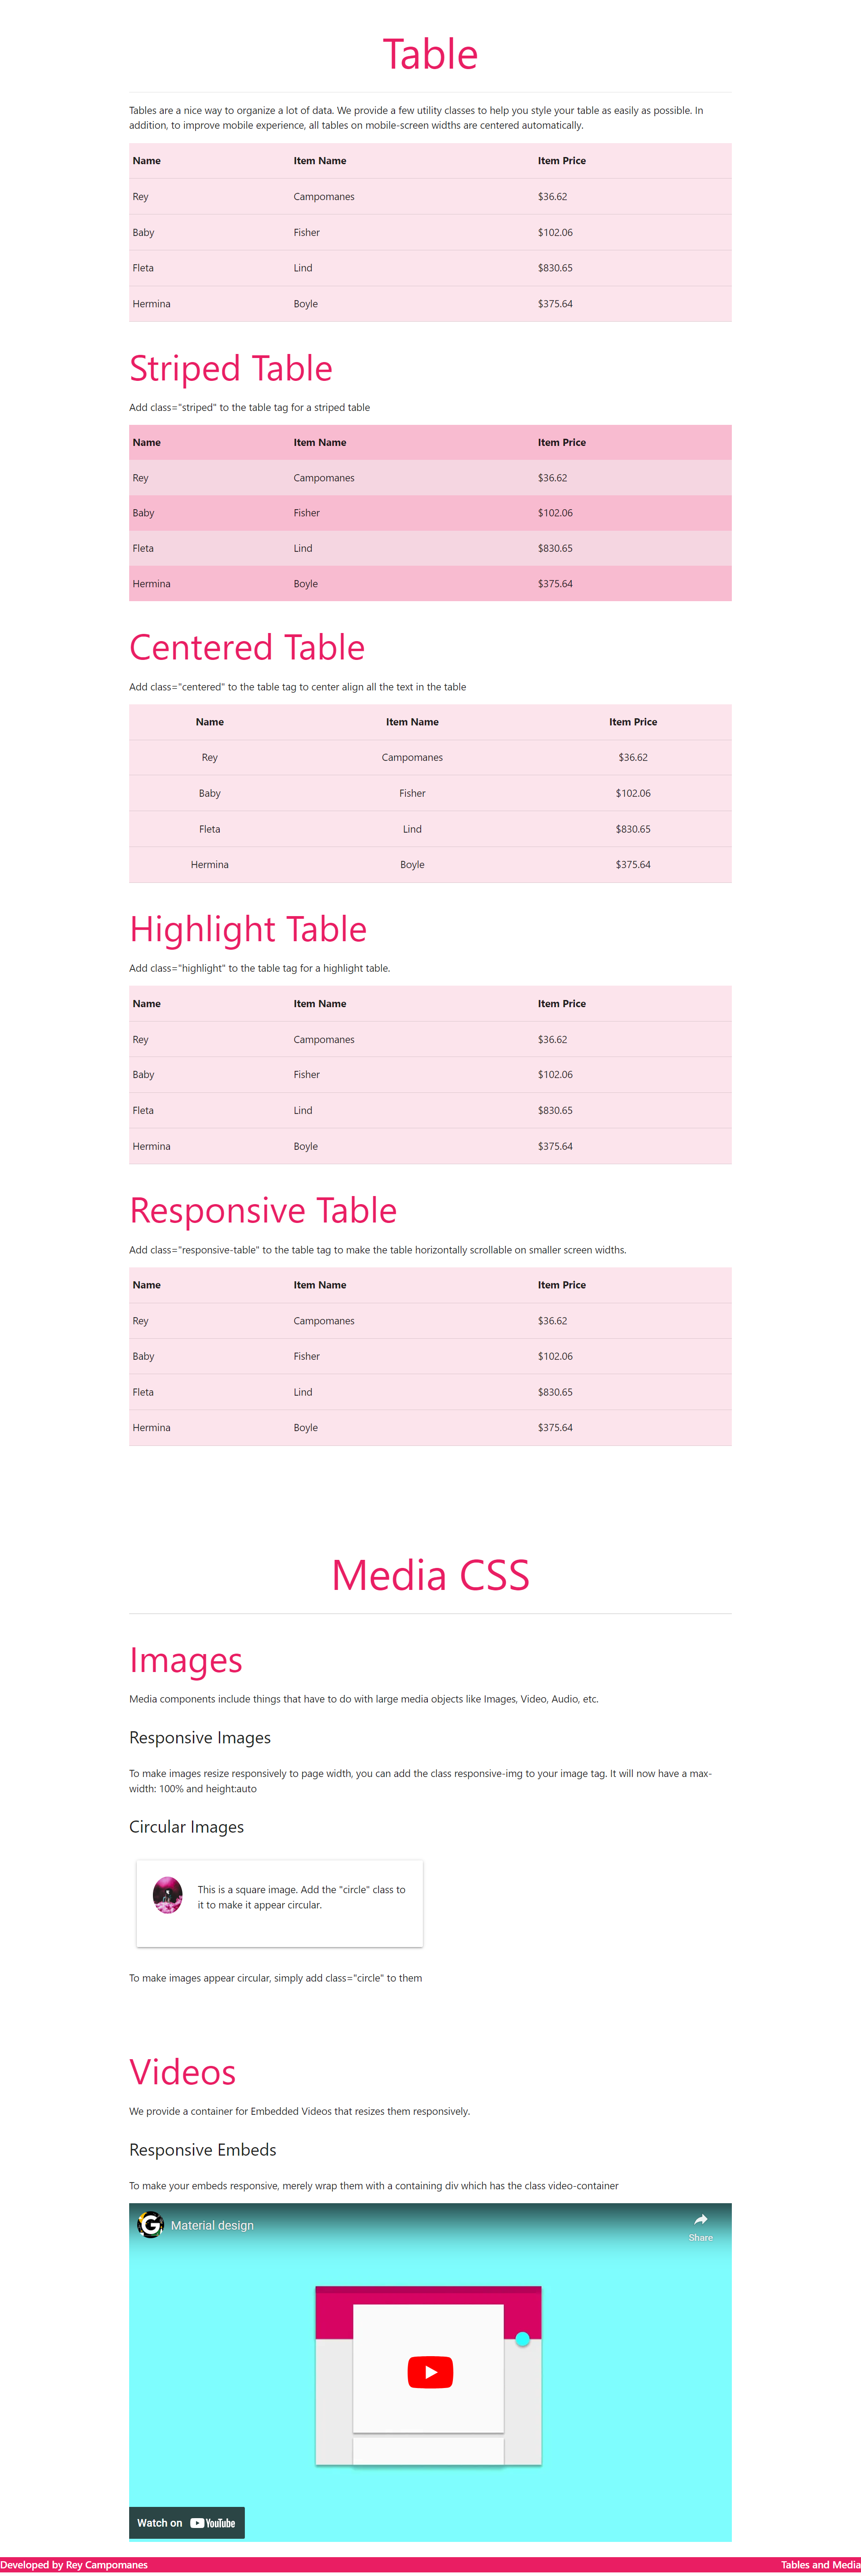 Table
Tables are a nice way to organize a lot of data. We provide a few utility classes to help you style your table as easily as possible. In
addition, to improve mobile experience, all tables on mobile-screen widths are centered automatically.
Name Item Name Item Price
Rey Campomanes $36.62
Baby Fisher $102.06
Fleta Lind $830.65
Hermina Boyle $375.64
Striped Table
Add class="striped" to the table tag for a striped table
Name Item Name Item Price
Rey Campomanes $36.62
Baby Fisher $102.06
Fleta Lind $830.65
Hermina Boyle $375.64
Centered Table
Add class="centered" to the table tag to center align all the text in the table
Name Item Name Item Price
Rey Campomanes $36.62
Baby Fisher $102.06
Fleta Lind $830.65
Hermina Boyle $375.64
Highlight Table
Add class="highlight" to the table tag for a highlight table.
Name Item Name Item Price
Rey Campomanes $36.62
Baby Fisher $102.06
Fleta Lind $830.65
Hermina Boyle $375.64
Responsive Table
Add class="responsive-table" to the table tag to make the table horizontally scrollable on smaller screen widths.
Name Item Name Item Price
Rey Campomanes $36.62
Baby Fisher $102.06
Fleta Lind $830.65
Hermina Boyle $375.64
Media CSS
Images
Media components include things that have to do with large media objects like Images, Video, Audio, etc.
Responsive Images
To make images resize responsively to page width, you can add the class responsive-img to your image tag. It will now have a max-
width: 100% and height:auto
Circular Images
This is a square image. Add the "circle" class to
it to make it appear circular.
To make images appear circular, simply add class="circle" to them
Videos
We provide a container for Embedded Videos that resizes them responsively.
Responsive Embeds
To make your embeds responsive, merely wrap them with a containing div which has the class video-container
G Material design
Share
Watch on YouTube
Developed by Rey Campomanes Tables and Media